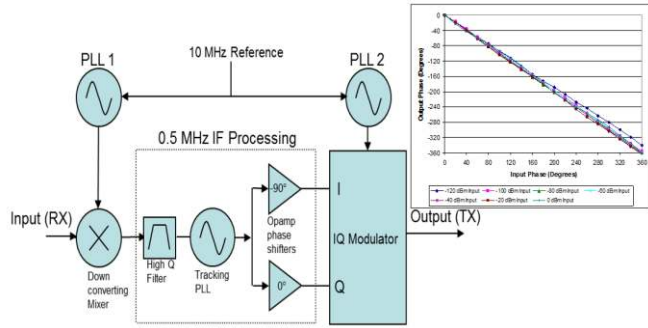 PLL 1
10 MHz Reference
PLL 2
0.5 MHz IF Processing
Input (RX)
Down
converting
Mixer
High Q
Filter
Tracking
PLL
-90°
Opamp
phase
shifters
0°
I
IQ Modulator
Q
Output (TX)
Output Phase (Degrees)
0
-40
-80
-120
-160
-200
-240
-280
-320
-360
0 40 80 120 160 200 240 280 320 360
Input Phase (Degrees)
-120 dBm Input -100 dBm Input -80 dBm Input -60 dBm Input
-40 dBm Input -20 dBm Input 0 dBm Input